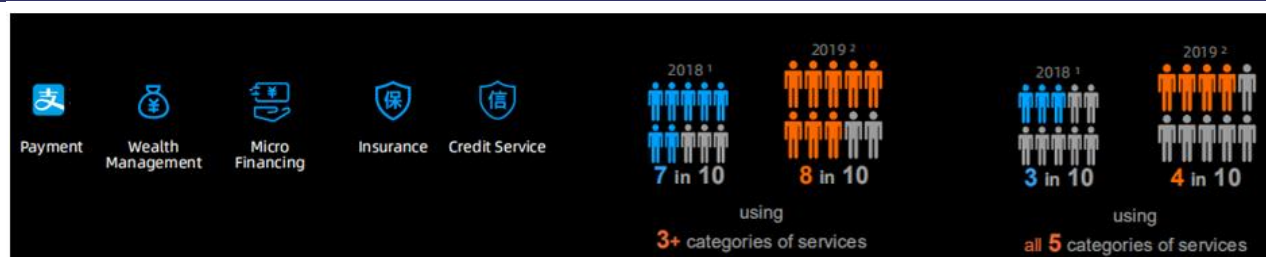 支
¥
¥
保
信
Payment
Wealth
Management
Micro
Financing
Insurance
Credit Service
2018 1
7 in 10
2019 2
8 in 10
using
3+ categories of services
2018 1
3 in 10
2019 2
4 in 10
using
all 5 categories of services